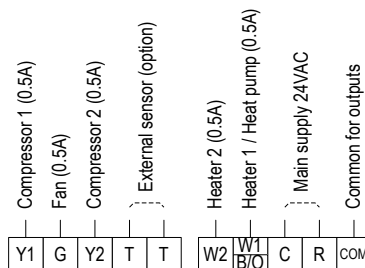 Compressor 1 (0.5A)
Fan (0.5A)
Compressor 2 (0.5A)
External sensor (option)
Heater 2 (0.5A)
Heater 1 / Heat pump (0.5A)
Main supply 24VAC
Common for outputs
Y1 G Y2 T T W2 W1 C R COM
B/O